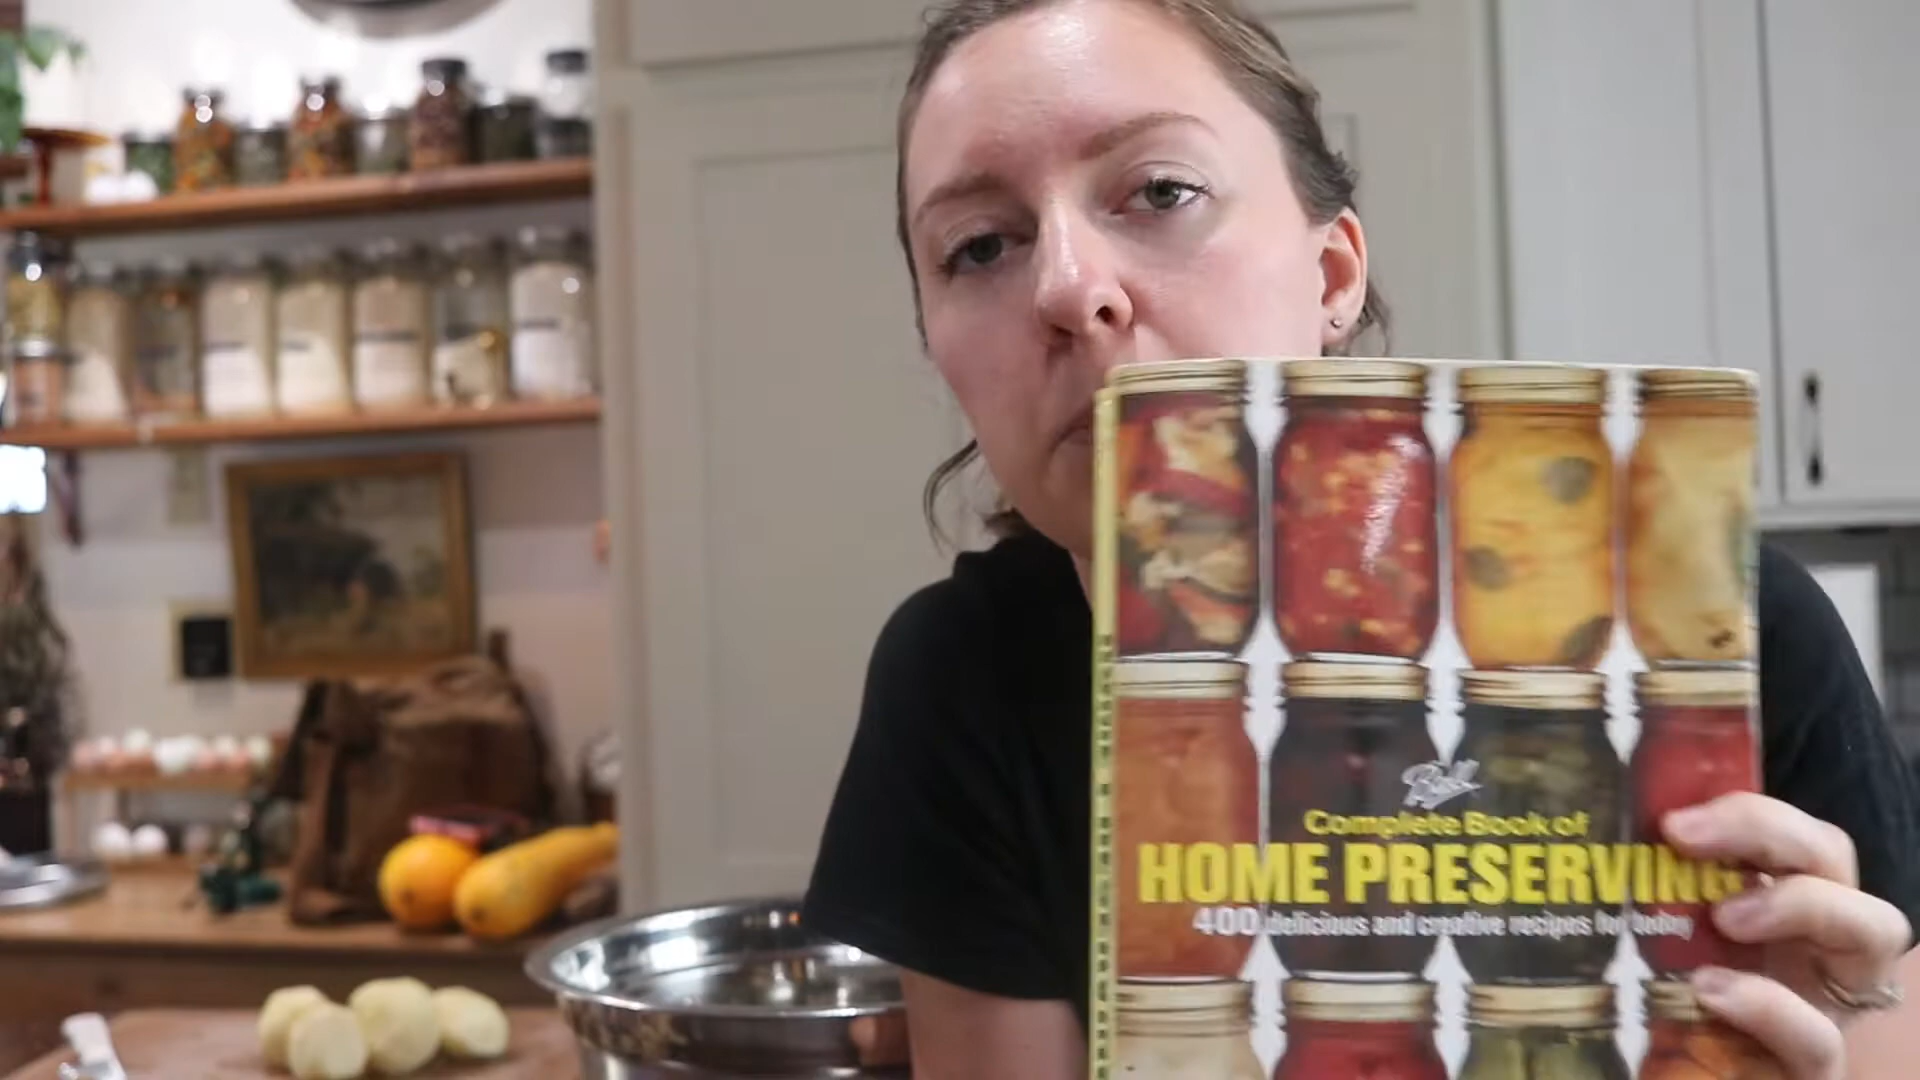 Ball
Complete Book of
HOME PRESERVING
400 delicious and creative recipes for today